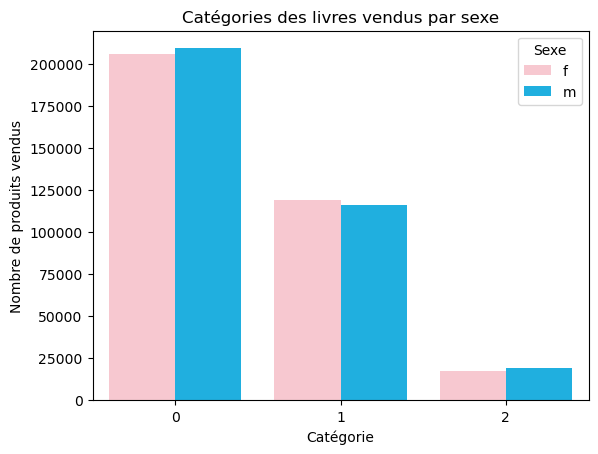 Catégories des livres vendus par sexe
Sexe
f
m
Nombre de produits vendus
200000
175000
150000
125000
100000
75000
50000
25000
0
0 1 2
Catégorie